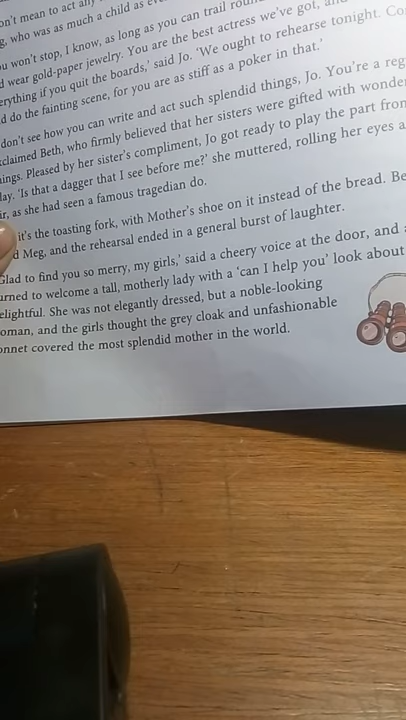 on't mean to act any
g, who was as much a child as
u won't stop, I know, as long as you can trail
d wear gold-paper jewelry. You are the best actress we've got,
erything if you quit the boards,' said Jo. 'We ought to rehearse tonight.
d do the fainting scene, for you are as stiff as a poker in that.'
don't see how you can write and act such splendid things, Jo. You're a reg
claimed Beth, who firmly believed that her sisters were gifted with wonde
ings. Pleased by her sister's compliment, Jo got ready to play the part from
lay. 'Is that a dagger that I see before me?' she muttered, rolling her eyes a
ir, as she had seen a famous tragedian do.
it's the toasting fork, with Mother's shoe on it instead of the bread. Be
d Meg, and the rehearsal ended in a general burst of laughter.
Glad to find you so merry, my girls,' said a cheery voice at the door, and
urned to welcome a tall, motherly lady with a 'can I help you' look about
elightful. She was not elegantly dressed, but a noble-looking
oman, and the girls thought the grey cloak and unfashionable
onnet covered the most splendid mother in the world.